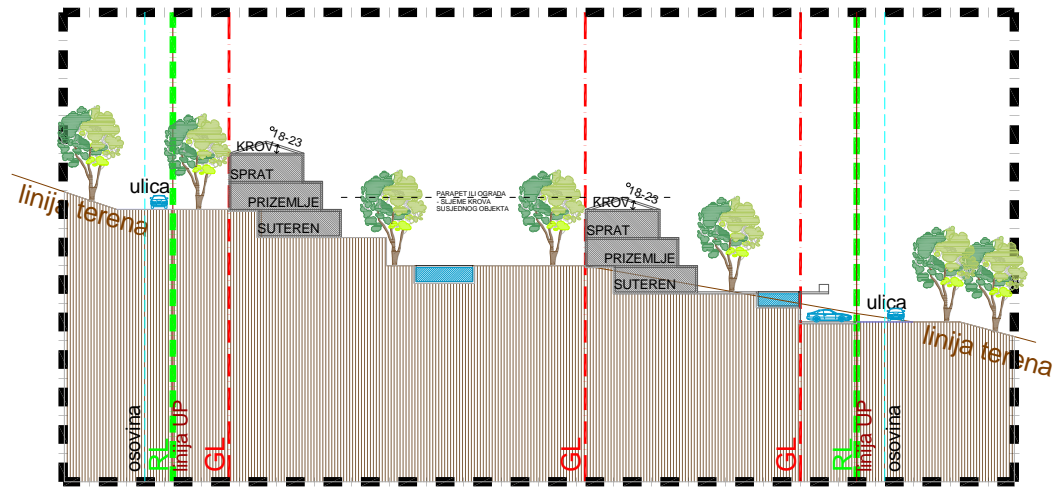 °18-23
KROV
SPRAT
PRIZEMLJE
SUTEREN
ulica
linija terena
PARAPET ILI OGRADA
- SLJEME KROVA
SUSJEDNOG OBJEKTA
°18-23
KROV
SPRAT
PRIZEMLJE
SUTEREN
ulica
linija terena
osovina
RL
linija UP
GL
GL
GL
RL
linija UP
osovina